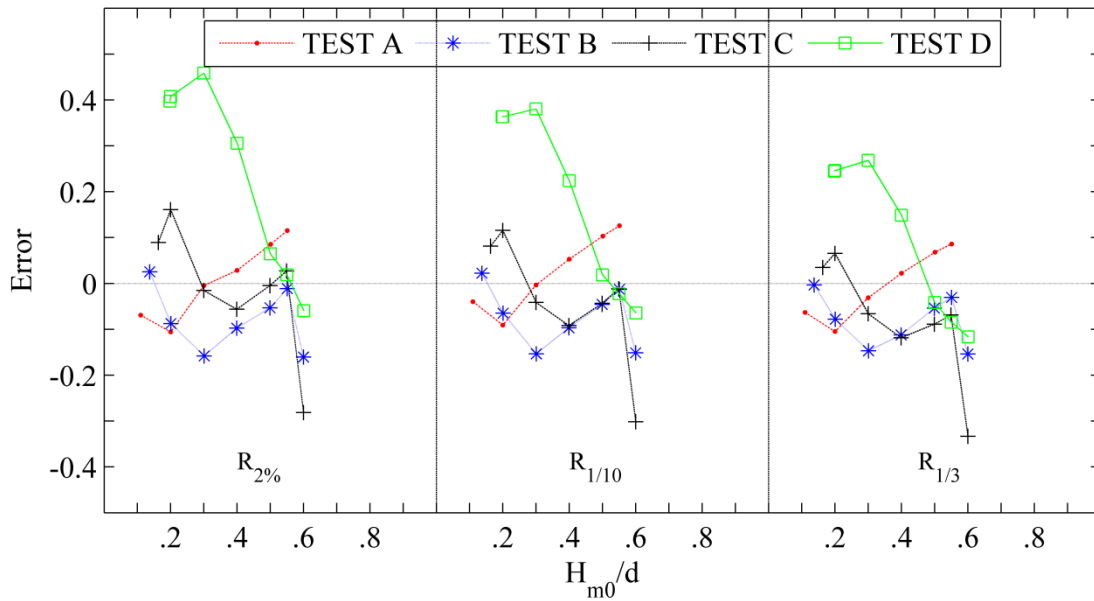 TEST A TEST B TEST C TEST D
Error
0.4
0.2
0
-0.2
-0.4
R2% R1/10 R1/3
.2 .4 .6 .8 .2 .4 .6 .8 .2 .4 .6 .8
Hm0/d